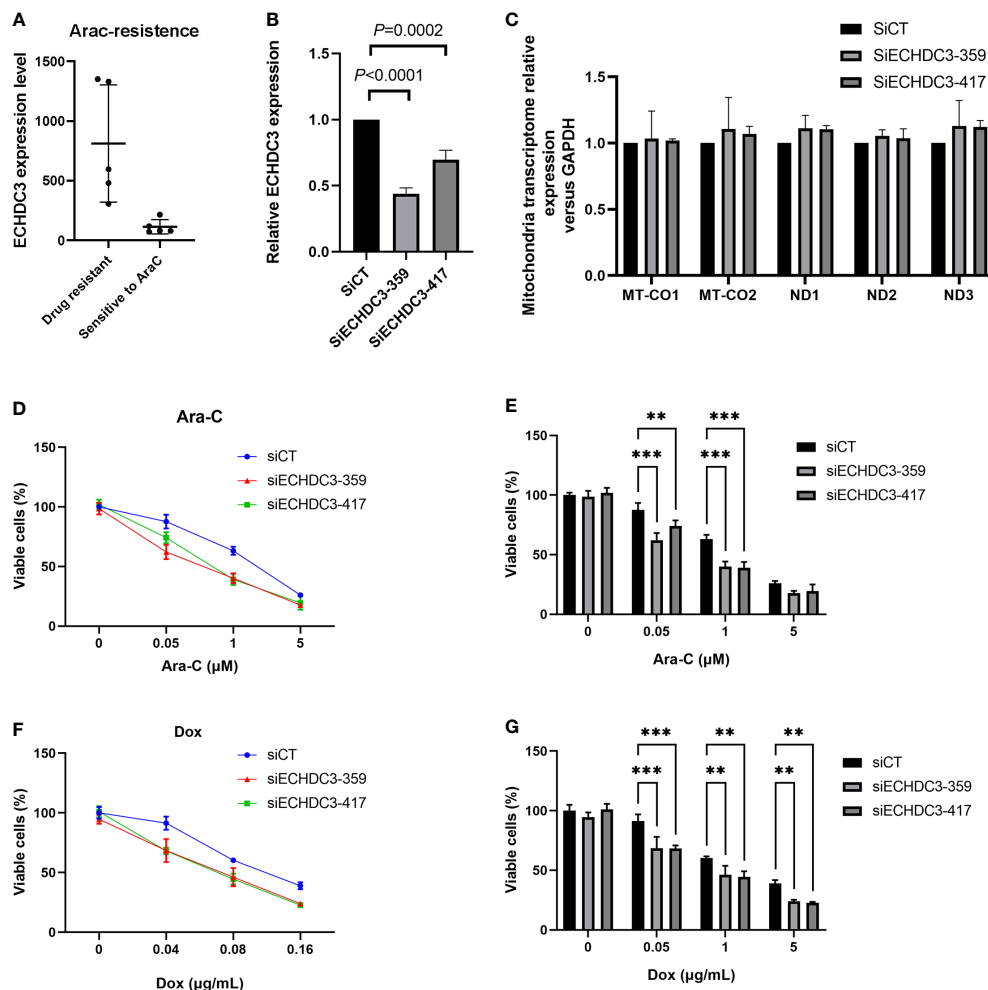 A
Arac-resistence
ECHDC3 expression level
1500
1000
500
0
Drug resistant
Sensitive to AraC
B
Relative ECHDC3 expression
1.5
1.0
0.5
0.0
P=0.0002
P<0.0001
SiCT
SiECHDC3-359
SiECHDC3-417
C
SiCT
SiECHDC3-359
SiECHDC3-417
Mitochondria transcriptome relative
expression
versus GAPDH
1.5
1.0
0.5
0.0
MT-CO1
MT-CO2
ND1
ND2
ND3
D
Ara-C
Viable cells (%)
150
100
50
0
siCT
siECHDC3-359
siECHDC3-417
0
0.05
1
5
Ara-C (µM)
E
Viable cells (%)
150
100
50
0
**
***
***
***
siCT
siECHDC3-359
siECHDC3-417
0
0.05
1
5
Ara-C (µM)
F
Dox
Viable cells (%)
150
100
50
0
siCT
siECHDC3-359
siECHDC3-417
0
0.04
0.08
0.16
Dox (µg/mL)
G
Viable cells (%)
150
100
50
0
***
**
**
***
**
**
siCT
siECHDC3-359
siECHDC3-417
0
0.05
1
5
Dox (µg/mL)